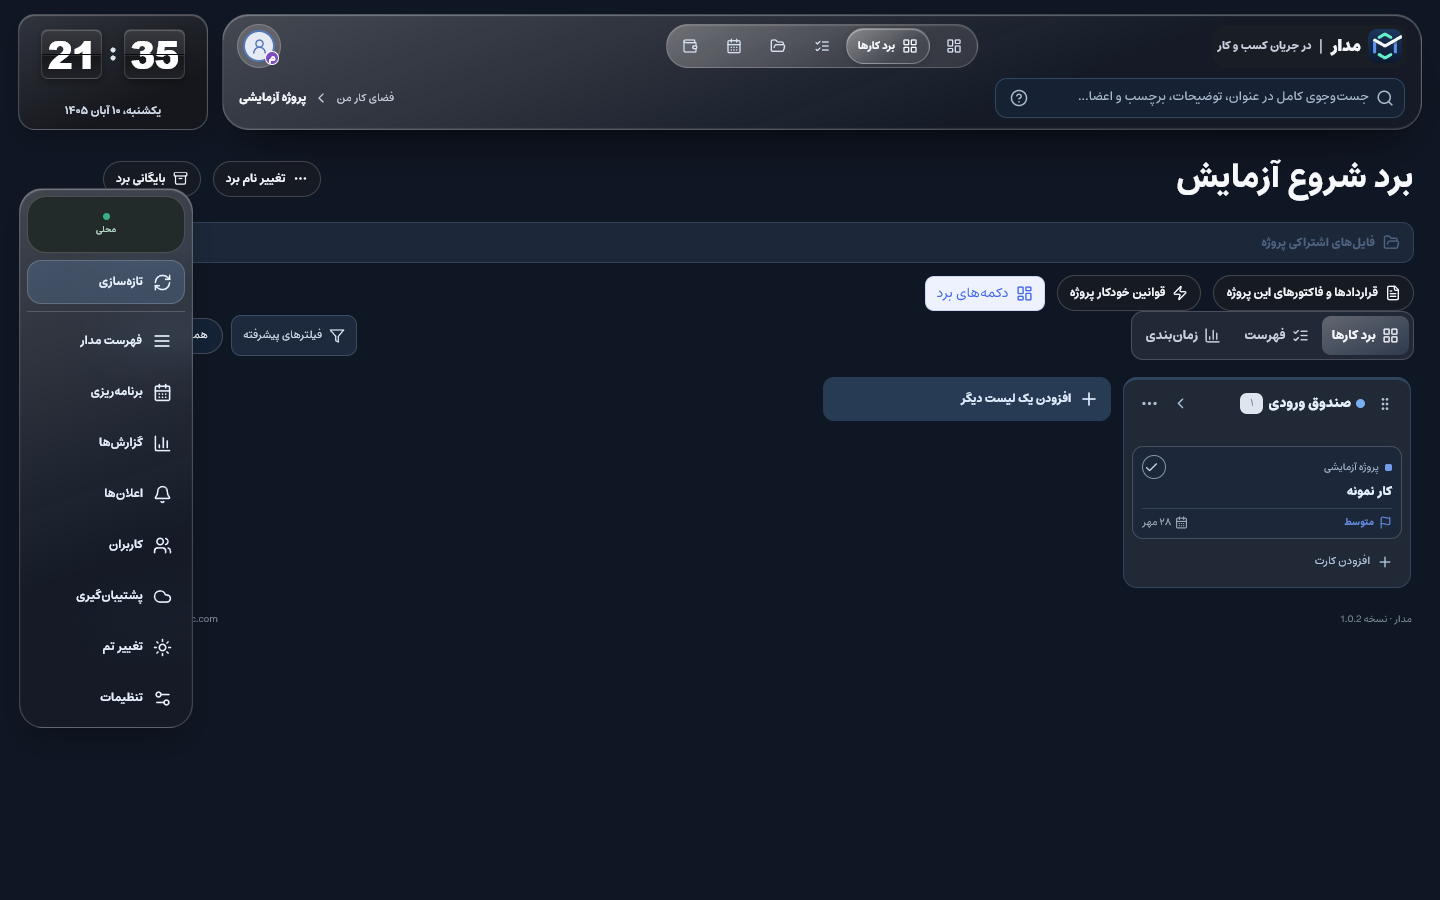 مدار | در جریان کسب و کار
برد کارها
م
21 : 35
جست‌وجوی کامل در عنوان، توضیحات، برچسب و اعضا...
فضای کار من
پروژه آزمایشی
یکشنبه، ۱۰ آبان ۱۴۰۵
برد شروع آزمایش
تغییر نام برد
بایگانی برد
محلی
فایل‌های اشتراکی پروژه
تازه‌سازی
قراردادها و فاکتورهای این پروژه
قوانین خودکار پروژه
دکمه‌های برد
برد کارها
فهرست
زمان‌بندی
فیلترهای پیشرفته
فهرست مدار
صندوق ورودی
۱
افزودن یک لیست دیگر
برنامه‌ریزی
گزارش‌ها
پروژه آزمایشی
کار نمونه
اعلان‌ها
متوسط
۲۸ مهر
کاربران
افزودن کارت
پشتیبان‌گیری
مدار · نسخه 1.0.2
c.com
تغییر تم
تنظیمات